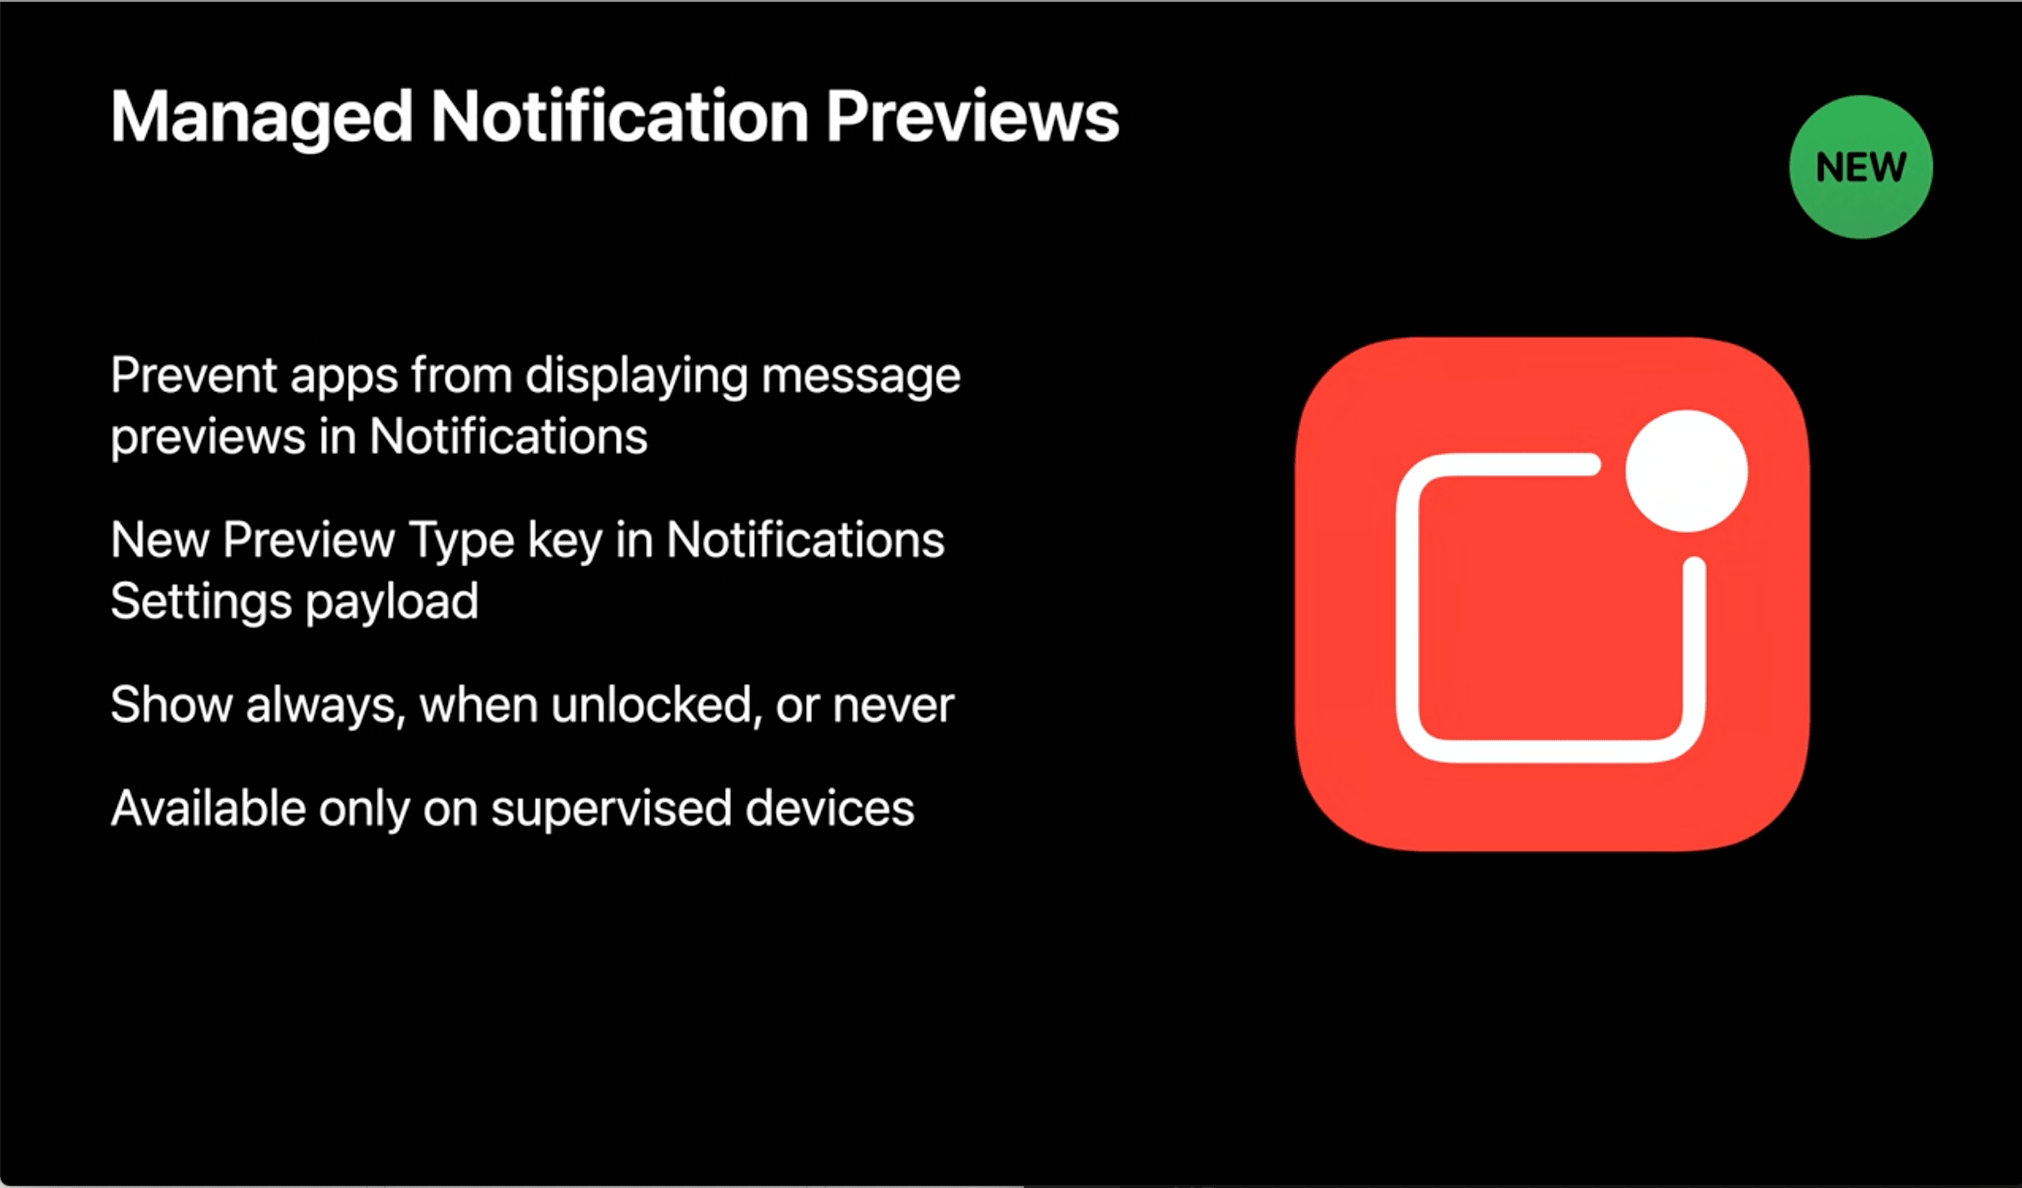 Managed Notification Previews
NEW
Prevent apps from displaying message
previews in Notifications
New Preview Type key in Notifications
Settings payload
Show always, when unlocked, or never
Available only on supervised devices